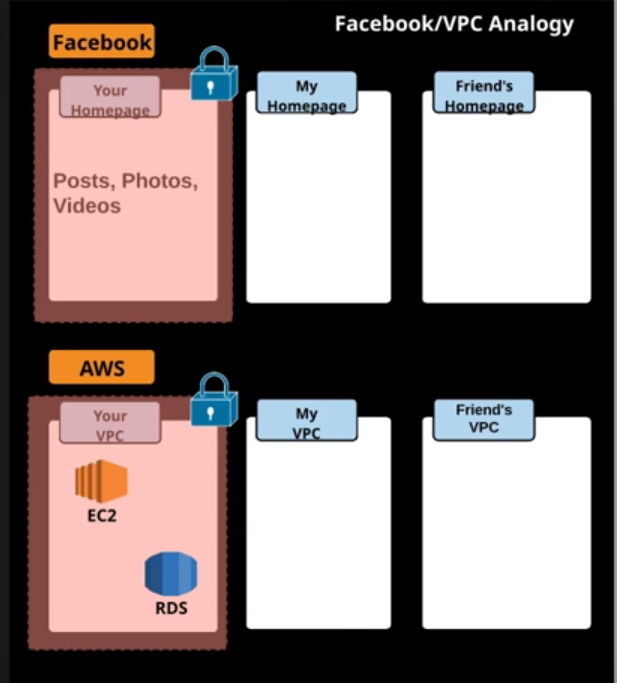 Facebook/VPC Analogy
Facebook
Your
Homepage
My
Homepage
Friend's
Homepage
Posts, Photos,
Videos
AWS
Your
VPC
My
VPC
Friend's
VPC
EC2
RDS